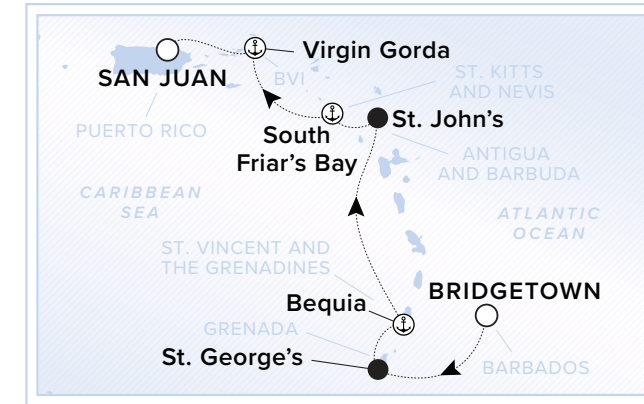 Virgin Gorda
SAN JUAN
BVI
ST. KITTS
AND NEVIS
PUERTO RICO
South
Friar's Bay
St. John's
ANTIGUA
AND BARBUDA
CARIBBEAN
SEA
ATLANTIC
OCEAN
ST. VINCENT AND
THE GRENADINES
Bequia
BRIDGETOWN
GRENADA
St. George's
BARBADOS